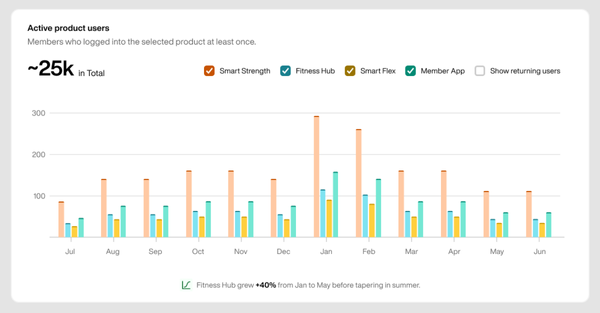 Active product users
Members who logged into the selected product at least once.
~25k in Total
Smart Strength Fitness Hub Smart Flex Member App Show returning users
300
200
100
Jul Aug Sep Oct Nov Dec Jan Feb Mar Apr May Jun
Fitness Hub grew +40% from Jan to May before tapering in summer.